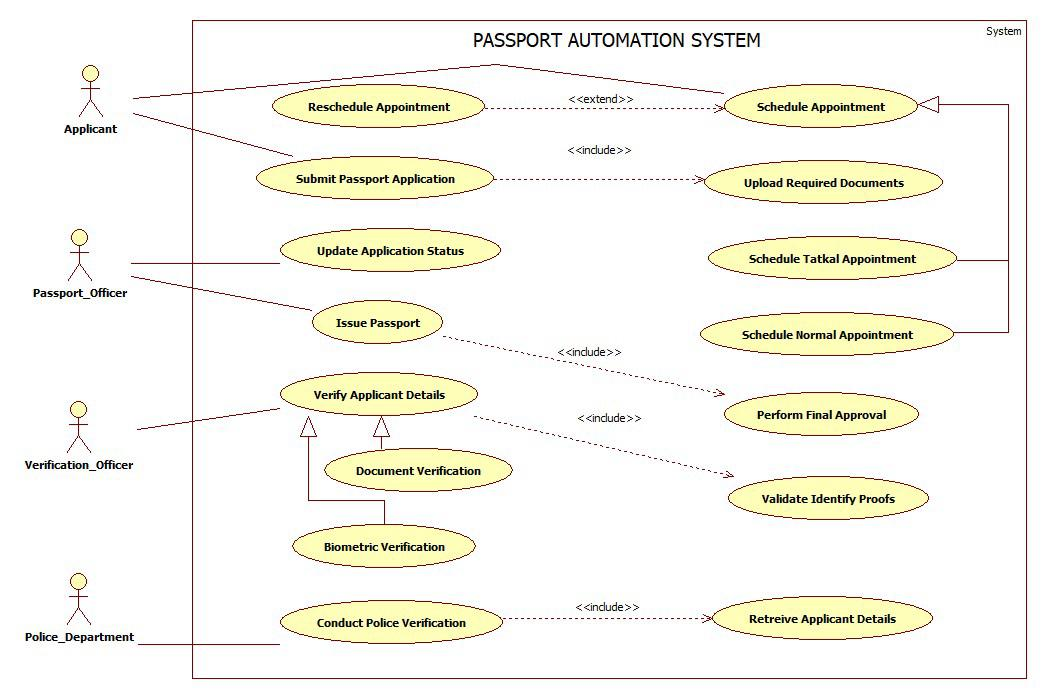 System
PASSPORT AUTOMATION SYSTEM
Applicant
Reschedule Appointment
<<extend>>
Schedule Appointment
<<include>>
Submit Passport Application
Upload Required Documents
Passport_Officer
Update Application Status
Schedule Tatkal Appointment
Issue Passport
Schedule Normal Appointment
<<include>>
Verify Applicant Details
Perform Final Approval
<<include>>
Verification_Officer
Document Verification
Validate Identify Proofs
Biometric Verification
<<include>>
Police_Department
Conduct Police Verification
Retreive Applicant Details